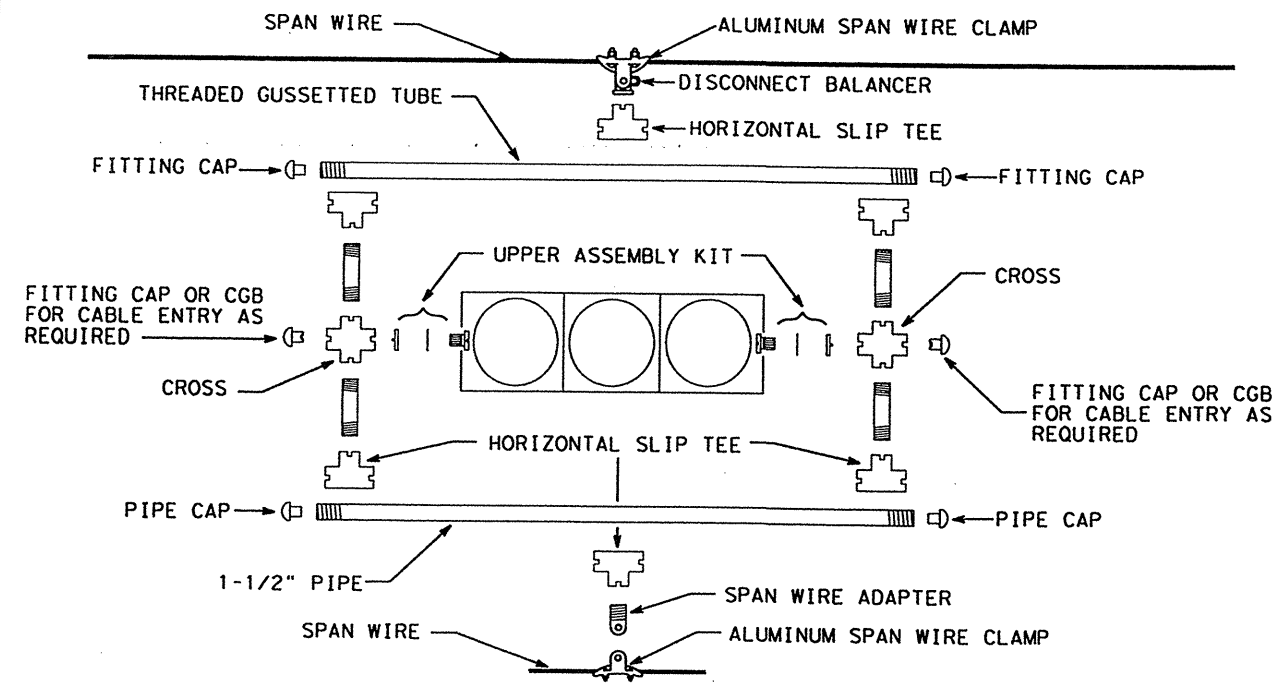 SPAN WIRE
ALUMINUM SPAN WIRE CLAMP
DISCONNECT BALANCER
THREADED GUSSETTED TUBE
HORIZONTAL SLIP TEE
FITTING CAP
FITTING CAP
UPPER ASSEMBLY KIT
CROSS
FITTING CAP OR CGB
FOR CABLE ENTRY AS
REQUIRED
CROSS
FITTING CAP OR CGB
FOR CABLE ENTRY AS
REQUIRED
HORIZONTAL SLIP TEE
PIPE CAP
PIPE CAP
1-1/2" PIPE
SPAN WIRE ADAPTER
SPAN WIRE
ALUMINUM SPAN WIRE CLAMP